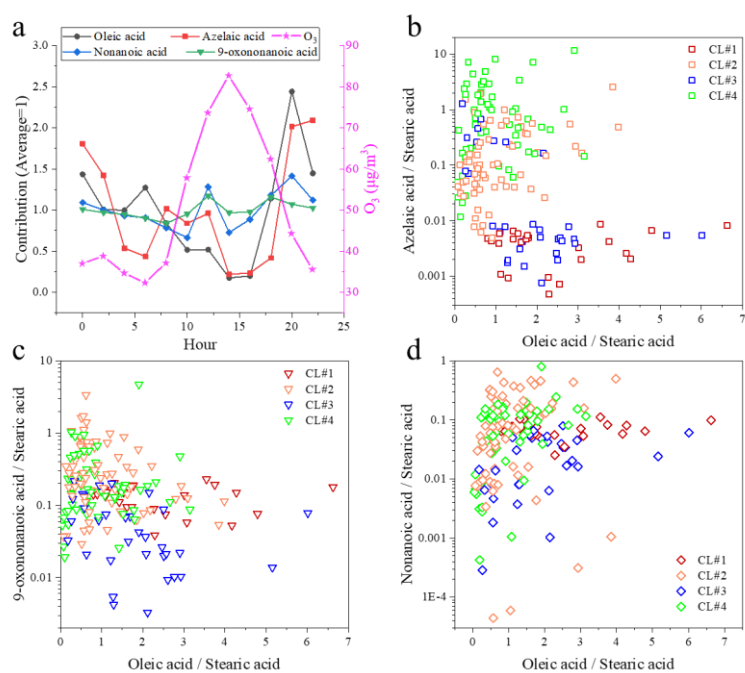 a
Oleic acid
Azelaic acid
O₃
Nonanoic acid
9-oxononanoic acid
Contribution (Average=1)
3.0
2.5
2.0
1.5
1.0
0.5
0.0
90
80
70
60
50
40
30
O₃ (μg/m³)
0 5 10 15 20 25
Hour
b
CL#1
CL#2
CL#3
CL#4
Azelaic acid / Stearic acid
10
1
0.1
0.010
0.001
0 1 2 3 4 5 6 7
Oleic acid / Stearic acid
c
CL#1
CL#2
CL#3
CL#4
9-oxononanoic acid / Stearic acid
10
1
0.1
0.01
0 1 2 3 4 5 6 7
Oleic acid / Stearic acid
d
CL#1
CL#2
CL#3
CL#4
Nonanoic acid / Stearic acid
1
0.1
0.01
0.001
1E-4
0 1 2 3 4 5 6 7
Oleic acid / Stearic acid